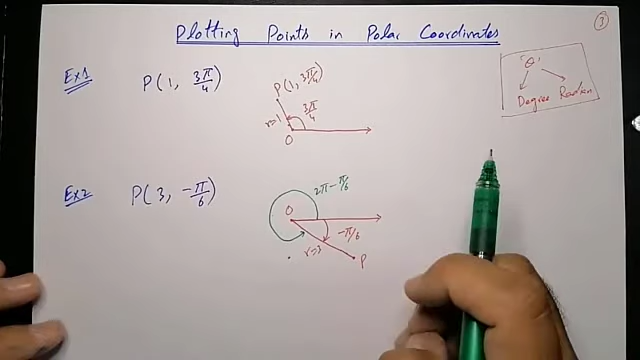 Plotting Points in Polar Coordinates
3
Ex1
P(1, 3π/4)
P(1, 3π/4)
r=1
3π/4
O
'θ'
Degree Radian
Ex2
P(3, -π/6)
2π-π/6
O
-π/6
r=3
P